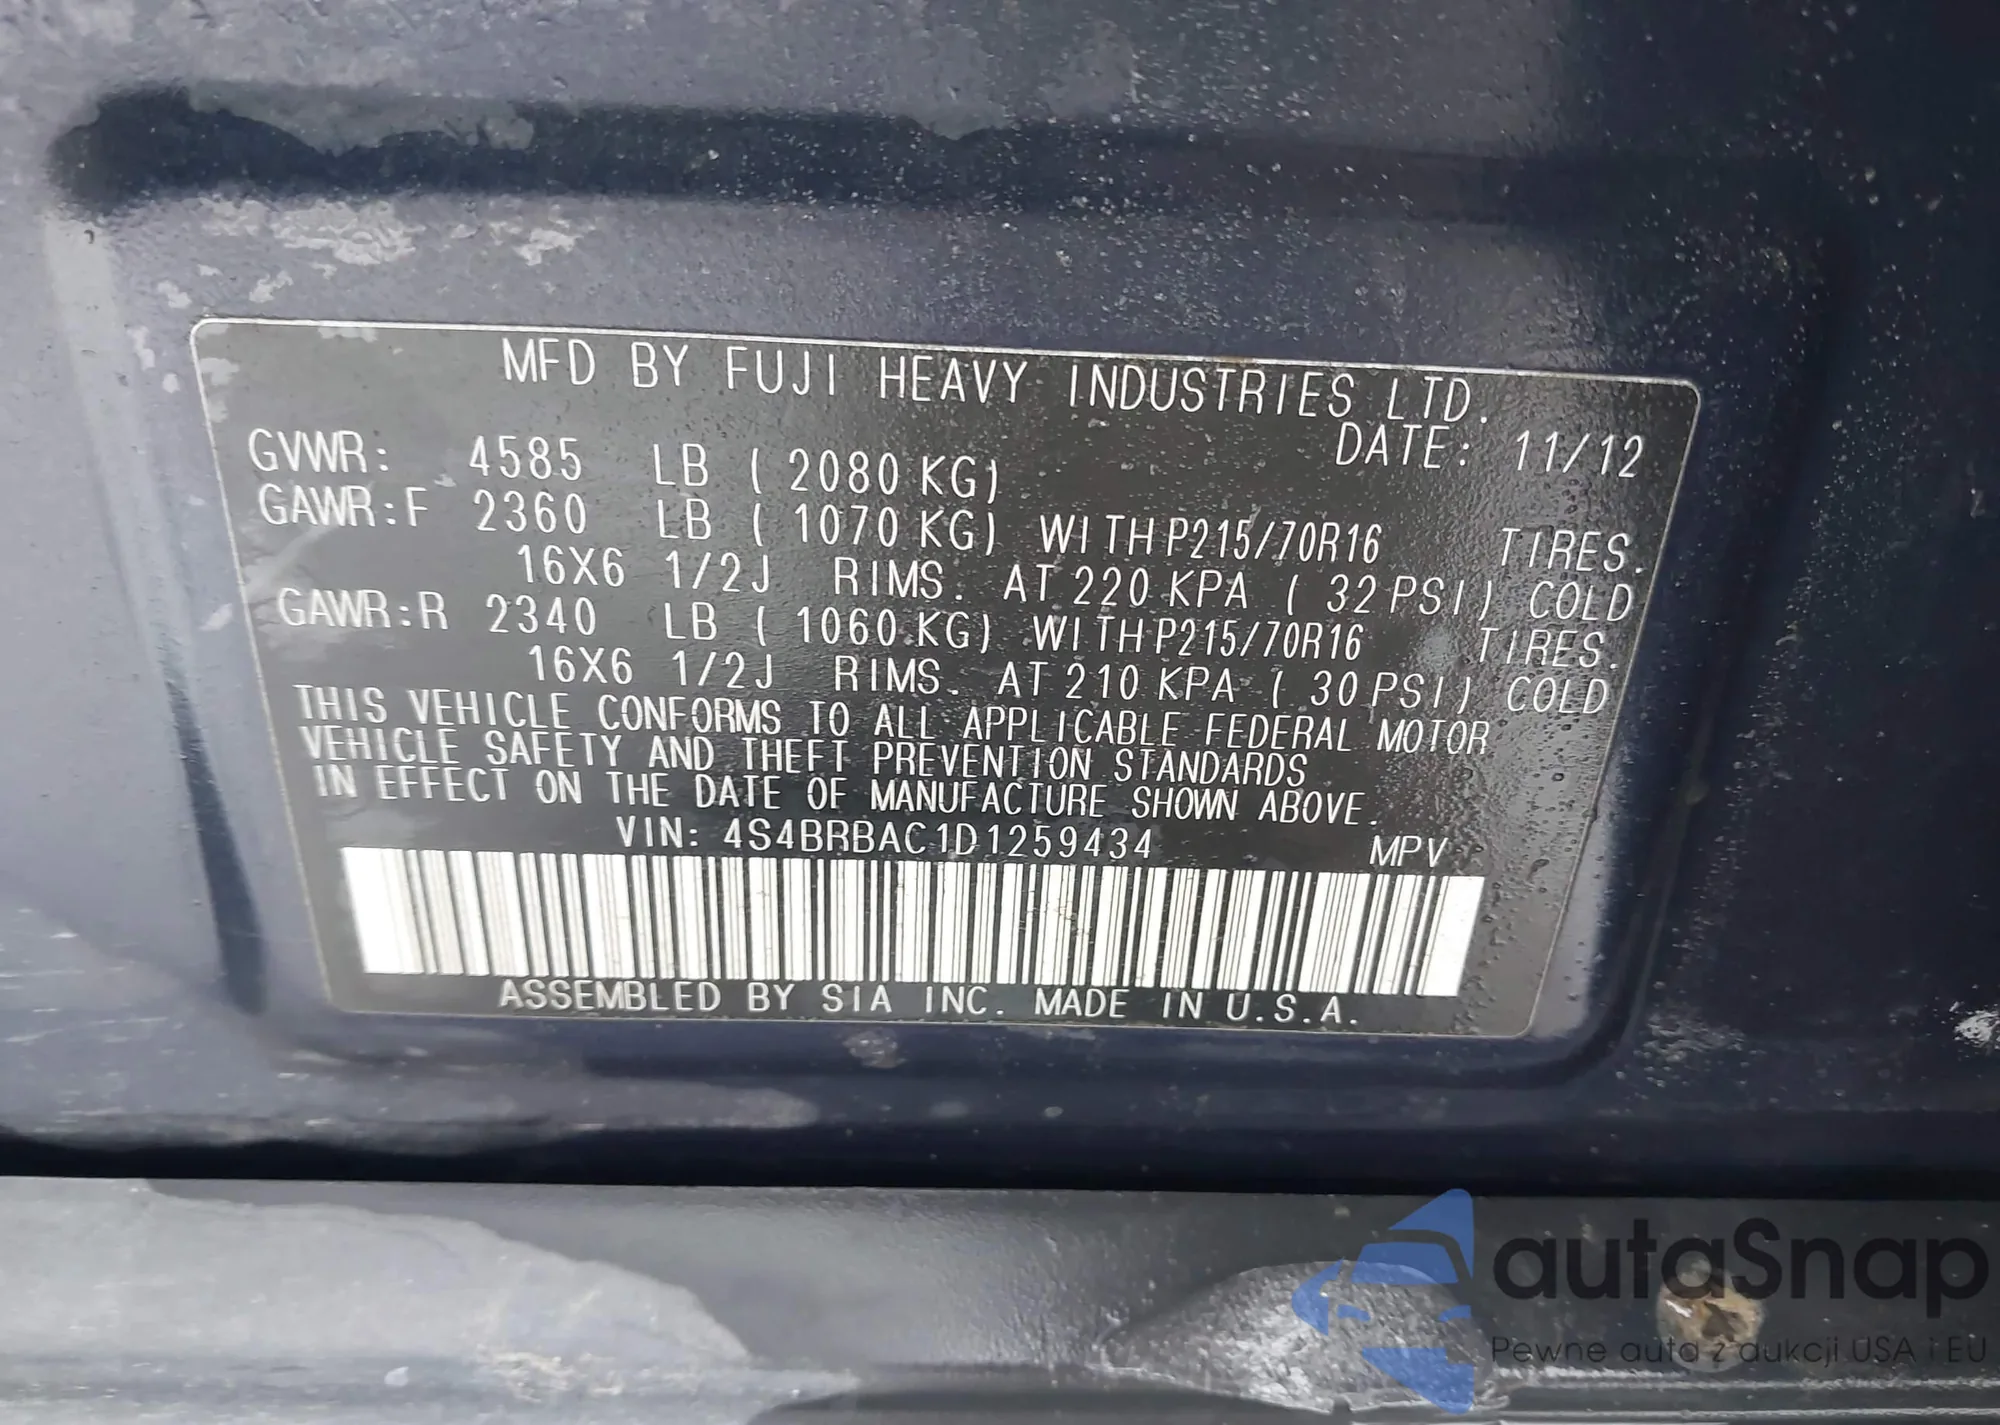 MFD BY FUJI HEAVY INDUSTRIES LTD.
DATE: 11/12
GVWR: 4585 LB ( 2080 KG)
GAWR:F 2360 LB ( 1070 KG) WITH P215/70R16 TIRES.
16X6 1/2J RIMS. AT 220 KPA ( 32 PSI) COLD
GAWR:R 2340 LB ( 1060 KG) WITH P215/70R16 TIRES.
16X6 1/2J RIMS. AT 210 KPA ( 30 PSI) COLD
THIS VEHICLE CONFORMS TO ALL APPLICABLE FEDERAL MOTOR
VEHICLE SAFETY AND THEFT PREVENTION STANDARDS
IN EFFECT ON THE DATE OF MANUFACTURE SHOWN ABOVE.
VIN: 4S4BRBAC1D1259434 MPV
ASSEMBLED BY SIA INC. MADE IN U.S.A.
autaSnap
Pewne auta z aukcji USA i EU